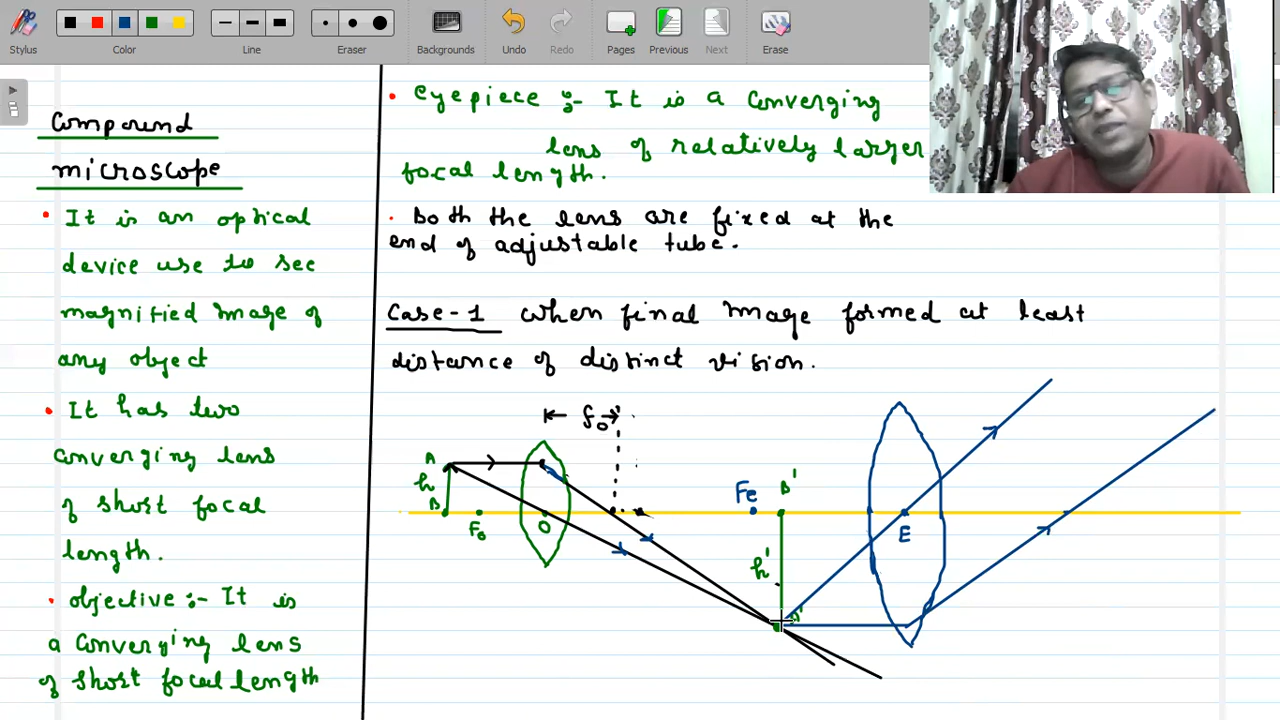 Stylus
Color
Line
Eraser
Backgrounds
Undo
Redo
Pages
Previous
Next
Erase
Compound
microscope
• It is an optical
device use to see
magnified Image of
any object
• It has two
converging lens
of short focal
length.
• objective :- It is
a Converging lens
of short focal length
• Eyepiece :- It is a Converging
lens of relatively larger
focal length.
• Both the lens are fixed at the
end of adjustable tube.
Case-1 When final Image formed at least
distance of distinct vision.
fo
A
h
B
Fo
O
Fe
B'
h'
A'
E